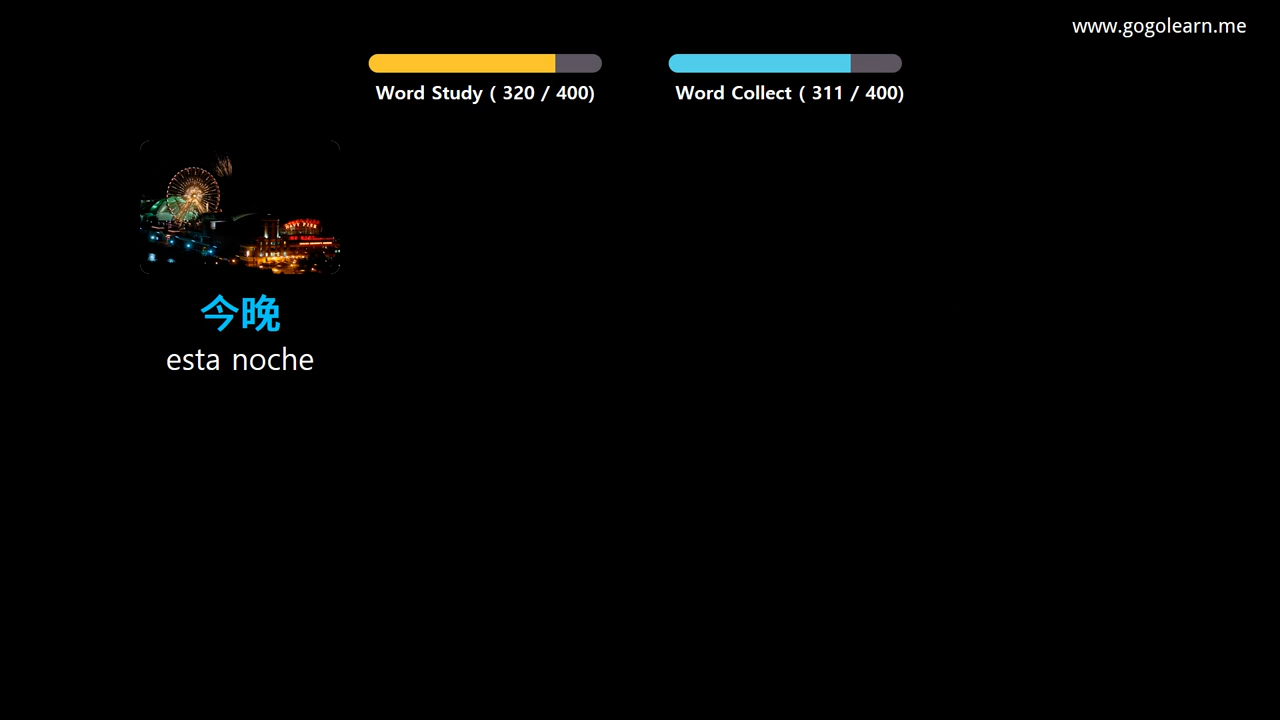 www.gogolearn.me
Word Study ( 320 / 400)
Word Collect ( 311 / 400)
今晚
esta noche